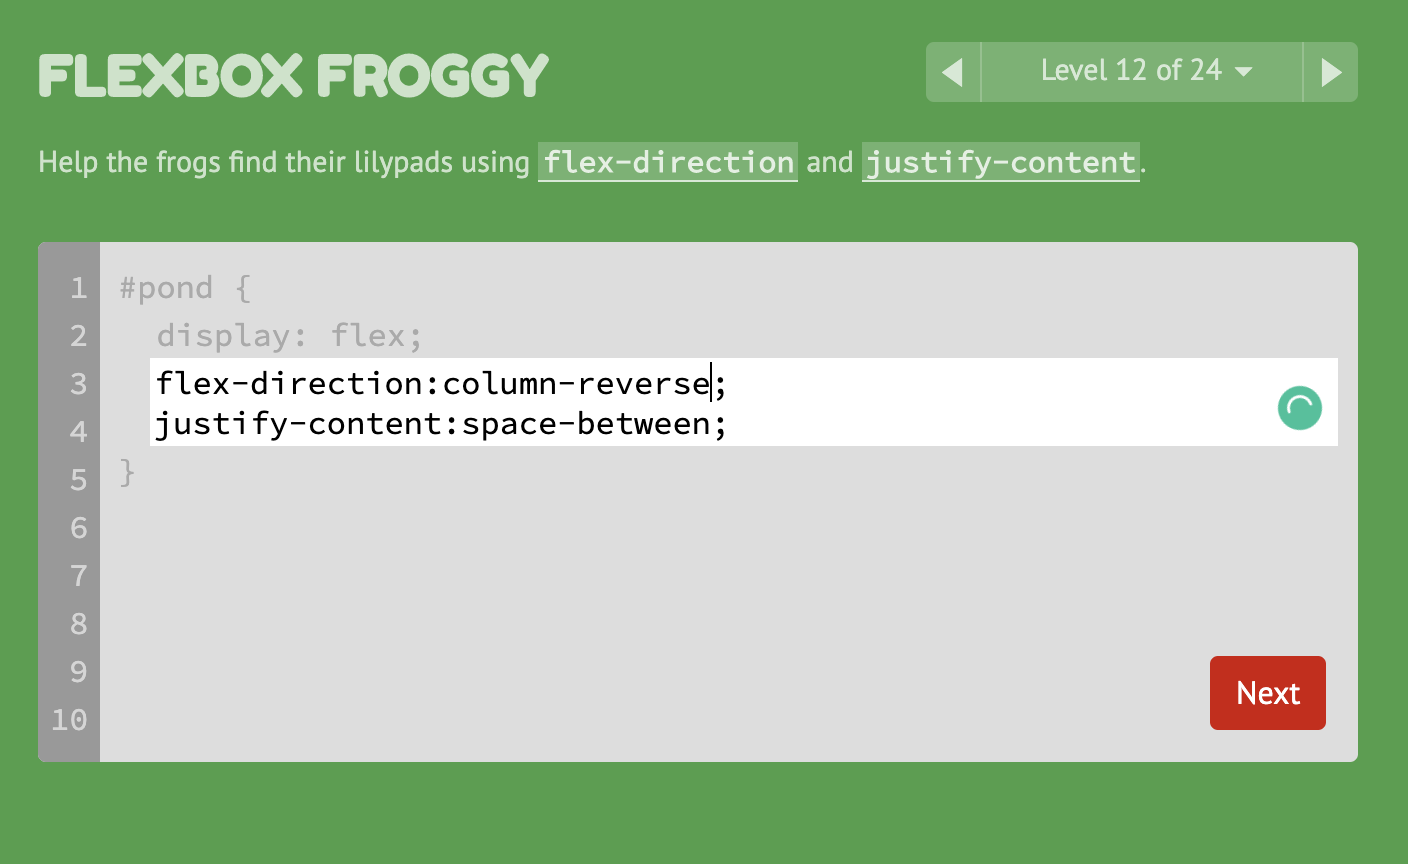 FLEXBOX FROGGY
Level 12 of 24
Help the frogs find their lilypads using flex-direction and justify-content.
1 #pond {
2 display: flex;
3 flex-direction:column-reverse;
4 justify-content:space-between;
5 }
6
7
8
9
10
Next